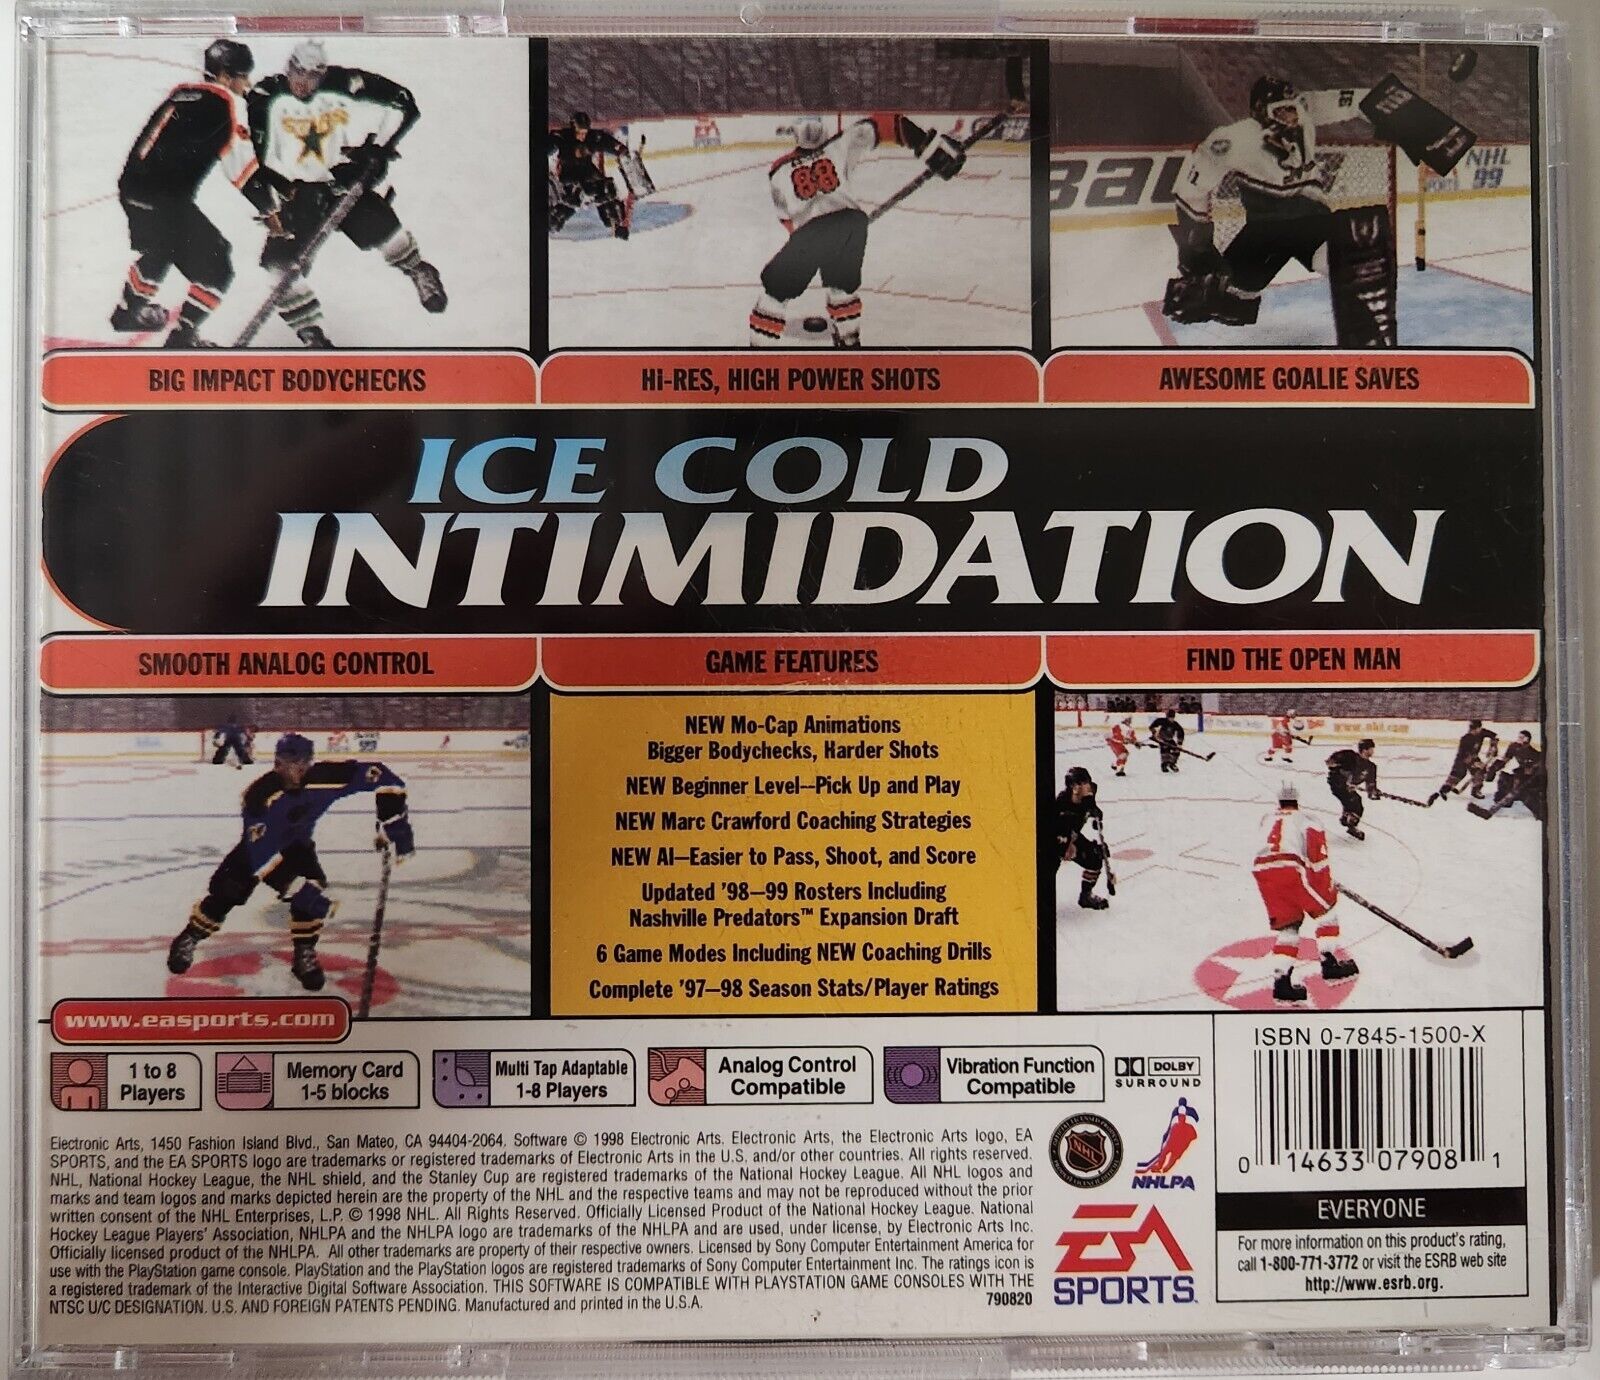 STARS
88
31
BAU
NHL
99
BIG IMPACT BODYCHECKS
Hi-RES, HIGH POWER SHOTS
AWESOME GOALIE SAVES
ICE COLD
INTIMIDATION
SMOOTH ANALOG CONTROL
GAME FEATURES
FIND THE OPEN MAN
NEW Mo-Cap Animations
Bigger Bodychecks, Harder Shots
NEW Beginner Level—Pick Up and Play
NEW Marc Crawford Coaching Strategies
NEW AI—Easier to Pass, Shoot, and Score
Updated '98–99 Rosters Including
Nashville Predators™ Expansion Draft
6 Game Modes Including NEW Coaching Drills
Complete '97–98 Season Stats/Player Ratings
4
www.easports.com
1 to 8
Players
Memory Card
1-5 blocks
Multi Tap Adaptable
1-8 Players
Analog Control
Compatible
Vibration Function
Compatible
DOLBY
SURROUND
Electronic Arts, 1450 Fashion Island Blvd., San Mateo, CA 94404-2064. Software © 1998 Electronic Arts. Electronic Arts, the Electronic Arts logo, EA
SPORTS, and the EA SPORTS logo are trademarks or registered trademarks of Electronic Arts in the U.S. and/or other countries. All rights reserved.
NHL, National Hockey League, the NHL shield, and the Stanley Cup are registered trademarks of the National Hockey League. All NHL logos and
marks and team logos and marks depicted herein are the property of the NHL and the respective teams and may not be reproduced without the prior
written consent of the NHL Enterprises, L.P. © 1998 NHL. All Rights Reserved. Officially Licensed Product of the National Hockey League. National
Hockey League Players' Association, NHLPA and the NHLPA logo are trademarks of the NHLPA and are used, under license, by Electronic Arts Inc.
Officially licensed product of the NHLPA. All other trademarks are property of their respective owners. Licensed by Sony Computer Entertainment America for
use with the PlayStation game console. PlayStation and the PlayStation logos are registered trademarks of Sony Computer Entertainment Inc. The ratings icon is
a registered trademark of the Interactive Digital Software Association. THIS SOFTWARE IS COMPATIBLE WITH PLAYSTATION GAME CONSOLES WITH THE
NTSC U/C DESIGNATION. U.S. AND FOREIGN PATENTS PENDING. Manufactured and printed in the U.S.A.
790820
NHL
NHLPA
EA
SPORTS
ISBN 0-7845-1500-X
0 14633 07908 1
EVERYONE
For more information on this product's rating,
call 1-800-771-3772 or visit the ESRB web site
http://www.esrb.org.